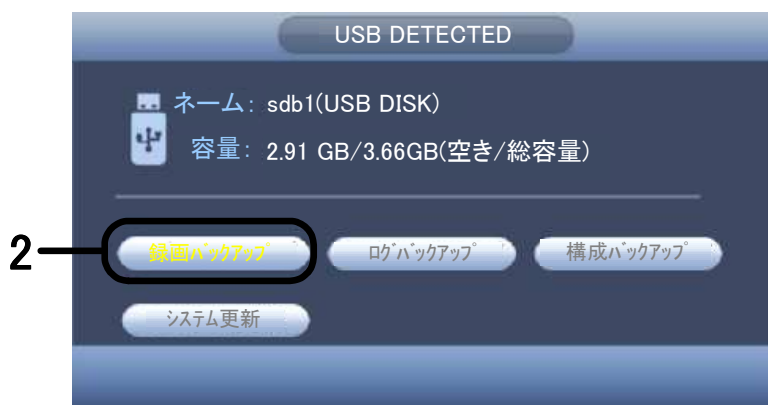 USB DETECTED
ネーム: sdb1(USB DISK)
容量: 2.91 GB/3.66GB(空き/総容量)
2
録画バックアップ ログバックアップ 構成バックアップ
システム更新